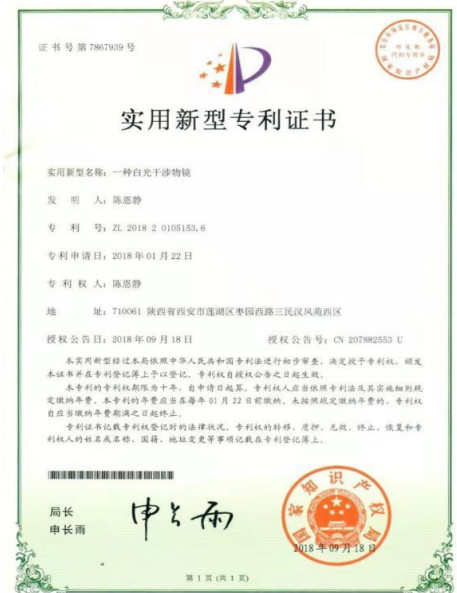 证书号第7867939号
实用新型专利证书
实用新型名称：一种白光干涉物镜
发 明 人：陈恩静
专 利 号：ZL 2018 2 0105153.6
专利申请日：2018年01月22日
专 利 权 人：陈恩静
地 址：710061 陕西省西安市莲湖区枣园西路三民汉风苑西区
授权公告日：2018年09月18日 授权公告号：CN 207882553 U
本实用新型经过本局依照中华人民共和国专利法进行初步审查，决定授予专利权，颁发
本证书并在专利登记簿上予以登记，专利权自授权公告之日起生效。
本专利的专利权期限为十年，自申请日起算。专利权人应当依照专利法及其实施细则规
定缴纳年费。本专利的年费应当在每年01月22日前缴纳。未按照规定缴纳年费的，专利权
自应当缴纳年费期满之日起终止。
专利证书记载专利权登记时的法律状况。专利权的转移、质押、无效、终止、恢复和专
利权人的姓名或名称、国籍、地址变更等事项记载在专利登记簿上。
局长
申长雨
申长雨
国家知识产权局
2018年09月18日
第1页（共1页）